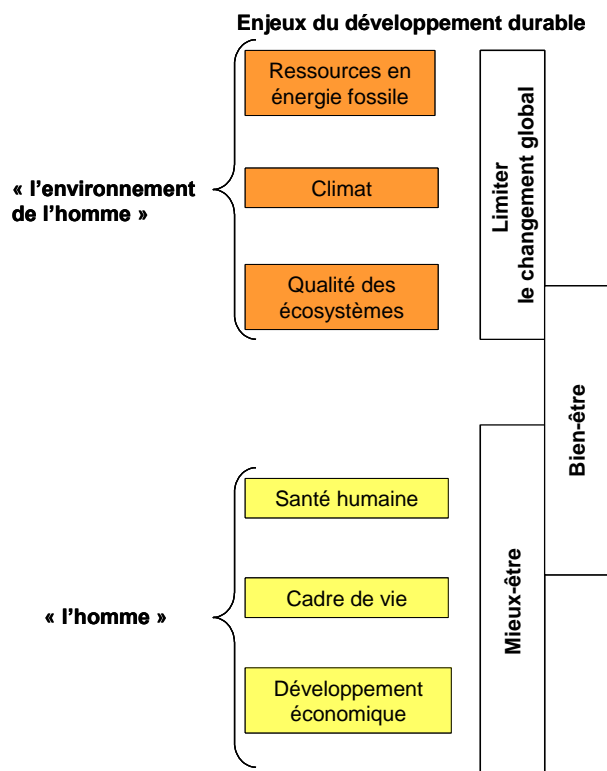 Enjeux du développement durable
« l'environnement
de l'homme »
Ressources en
énergie fossile
Climat
Qualité des
écosystèmes
Limiter
le changement global
Bien-être
« l'homme »
Santé humaine
Cadre de vie
Développement
économique
Mieux-être